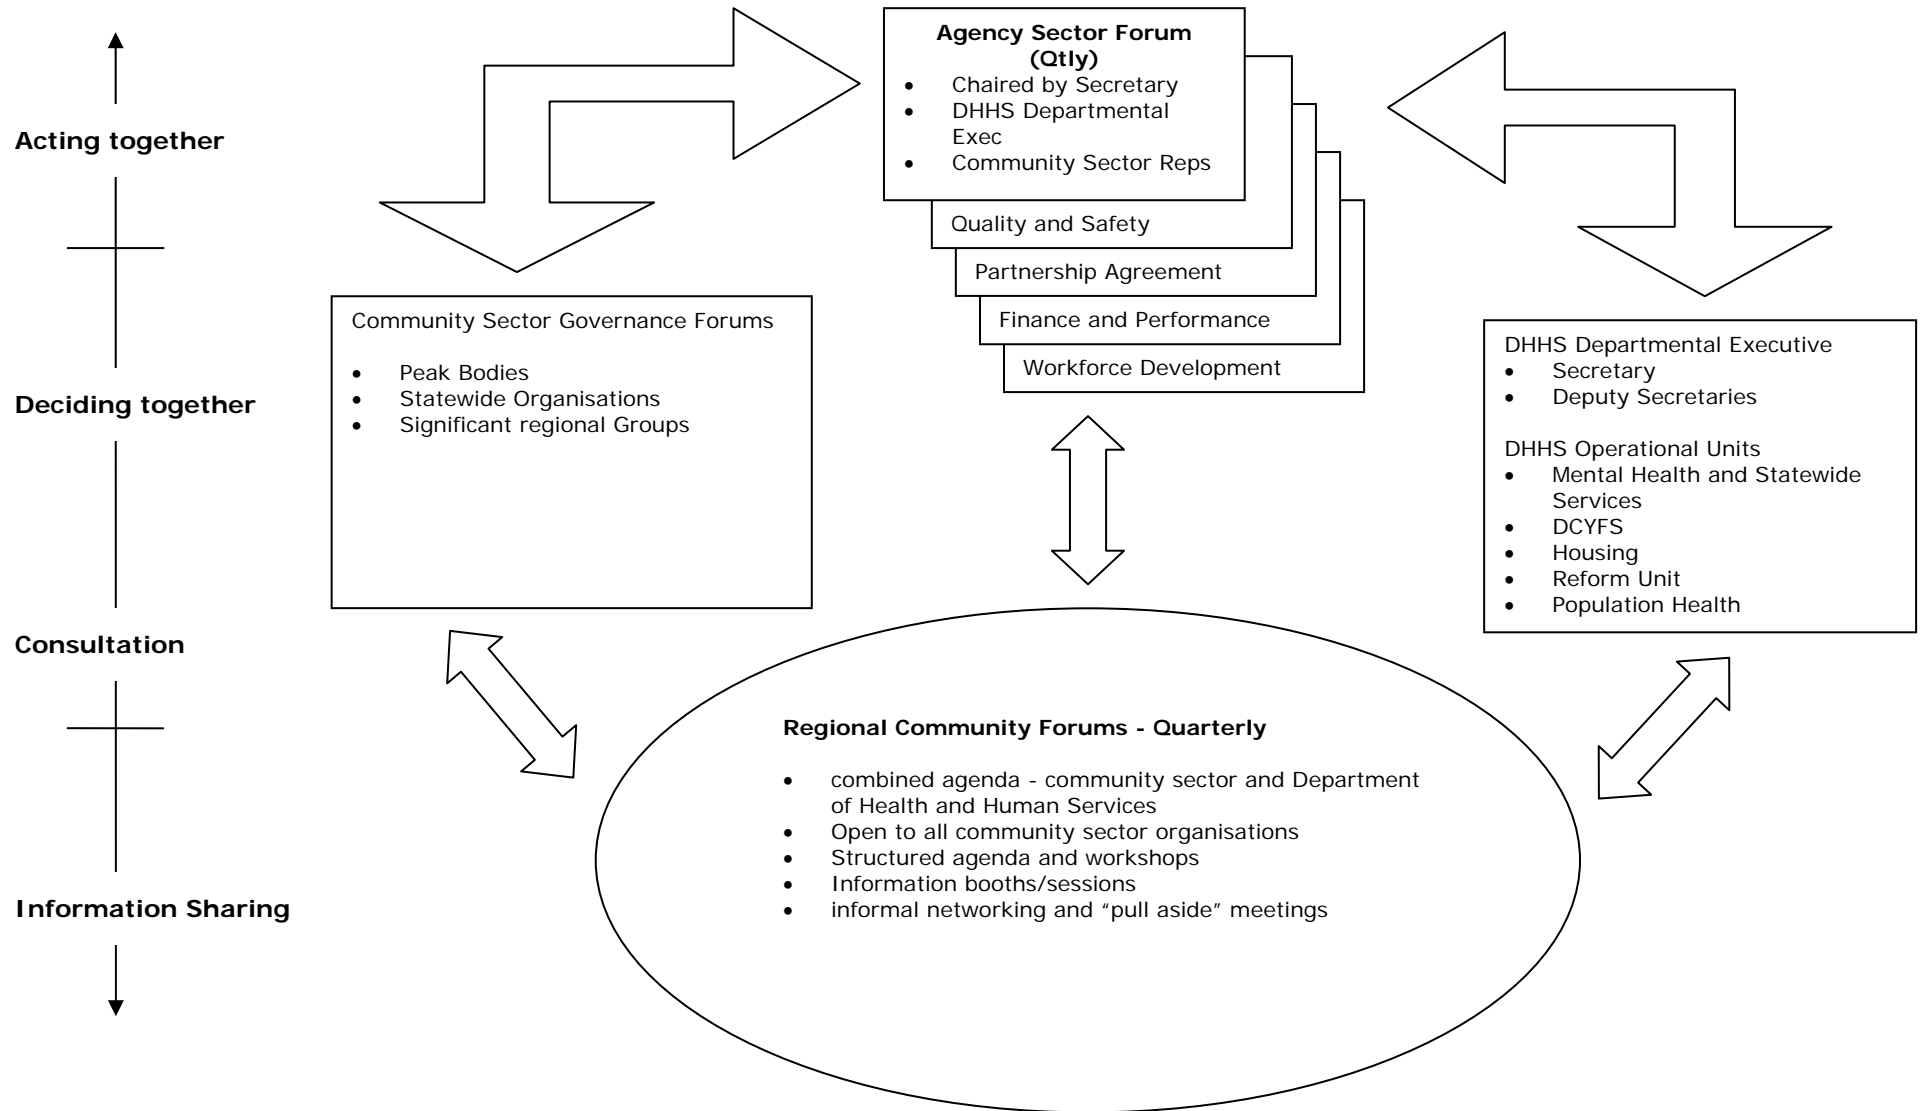 Acting together
Deciding together
Consultation
Information Sharing
Agency Sector Forum
(Qtly)
• Chaired by Secretary
• DHHS Departmental
Exec
• Community Sector Reps
Quality and Safety
Partnership Agreement
Finance and Performance
Workforce Development
Community Sector Governance Forums
• Peak Bodies
• Statewide Organisations
• Significant regional Groups
DHHS Departmental Executive
• Secretary
• Deputy Secretaries
DHHS Operational Units
• Mental Health and Statewide
Services
• DCYFS
• Housing
• Reform Unit
• Population Health
Regional Community Forums - Quarterly
• combined agenda - community sector and Department
of Health and Human Services
• Open to all community sector organisations
• Structured agenda and workshops
• Information booths/sessions
• informal networking and “pull aside” meetings